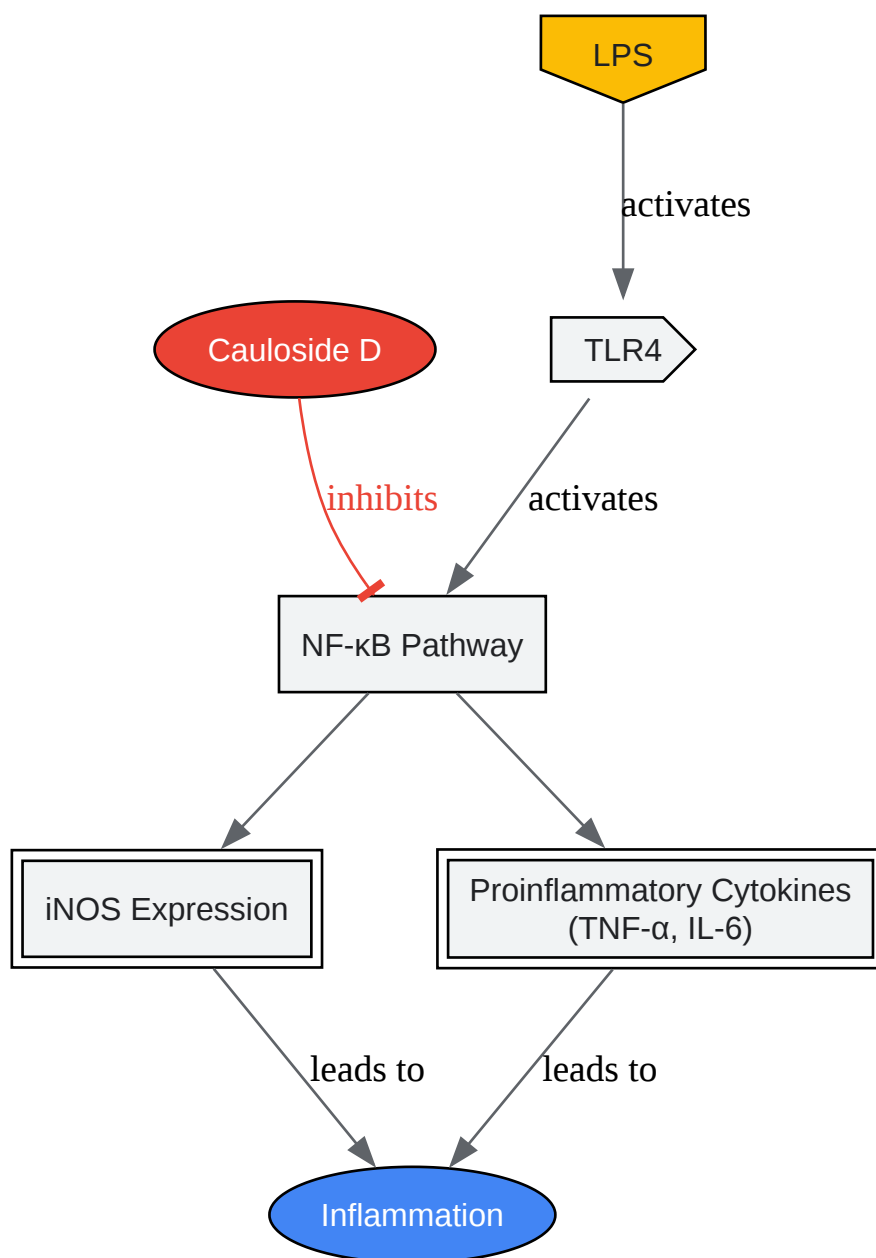 LPS
activates
Cauloside D
TLR4
inhibits
activates
NF-κB Pathway
iNOS Expression
Proinflammatory Cytokines
(TNF-α, IL-6)
leads to
leads to
Inflammation